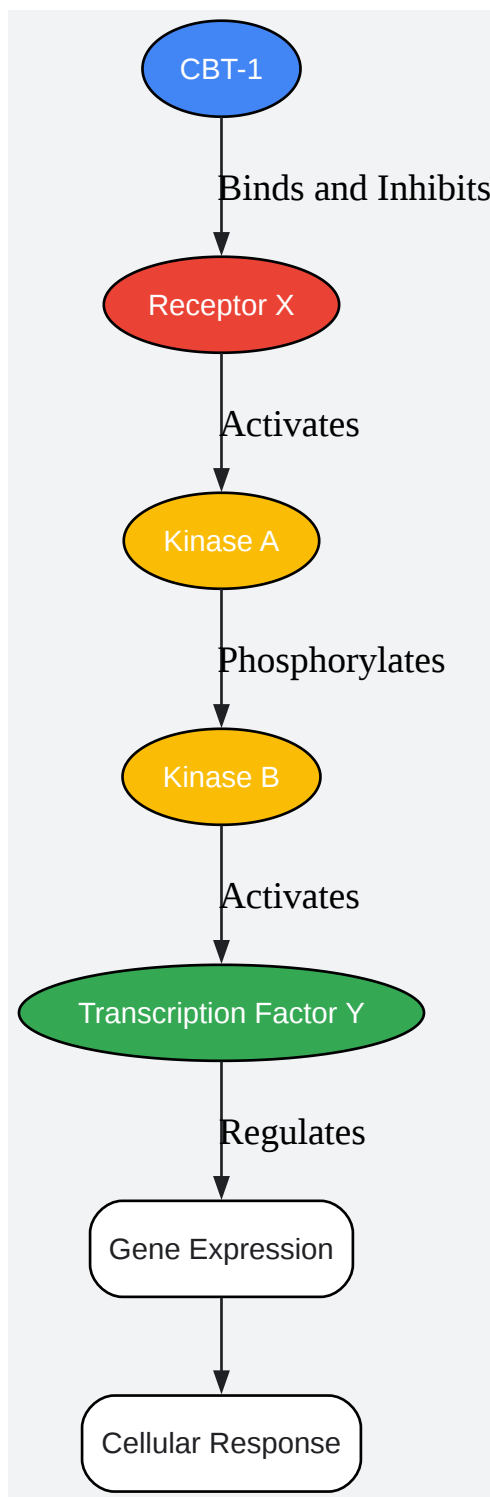 CBT-1
Binds and Inhibits
Receptor X
Activates
Kinase A
Phosphorylates
Kinase B
Activates
Transcription Factor Y
Regulates
Gene Expression
Cellular Response